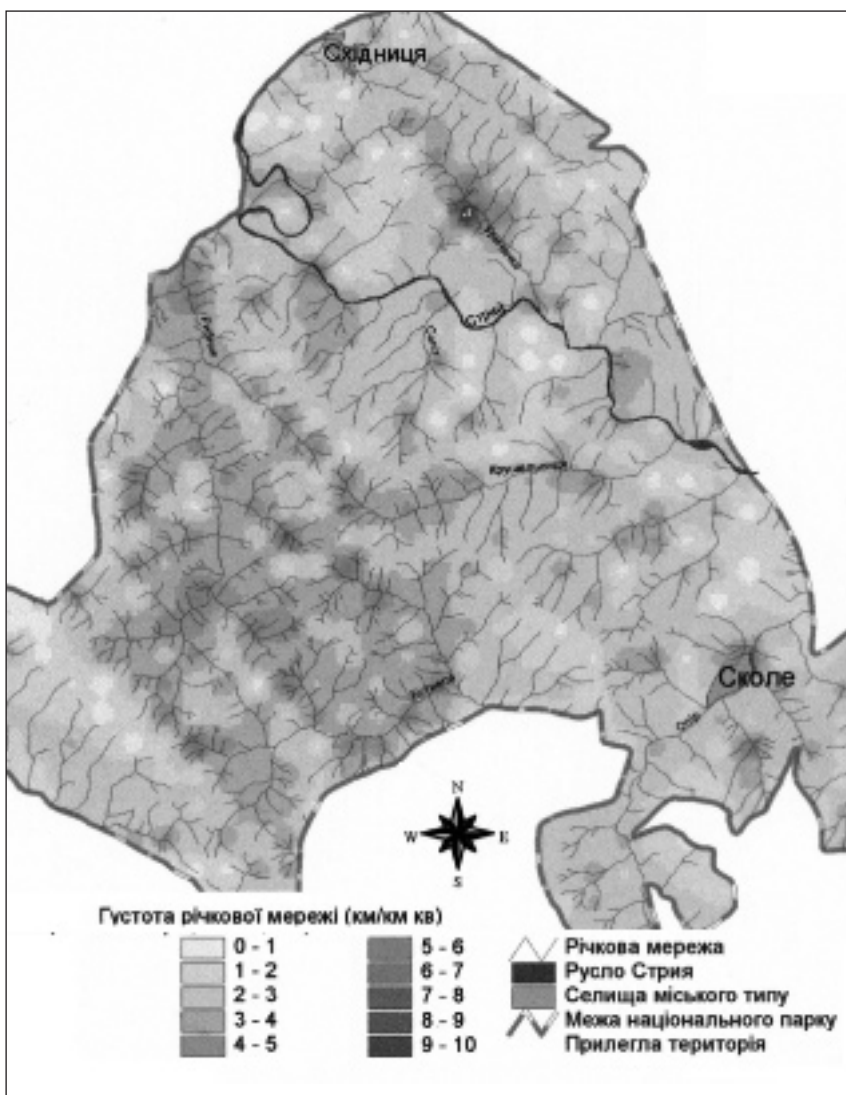 Східниця
Стрий
Крушельниця
Сколе
Опір
N
W E
S
Густота річкової мережі (км/км кв)
0 - 1
1 - 2
2 - 3
3 - 4
4 - 5
5 - 6
6 - 7
7 - 8
8 - 9
9 - 10
Річкова мережа
Русло Стрия
Селища міського типу
Межа національного парку
Прилегла територія